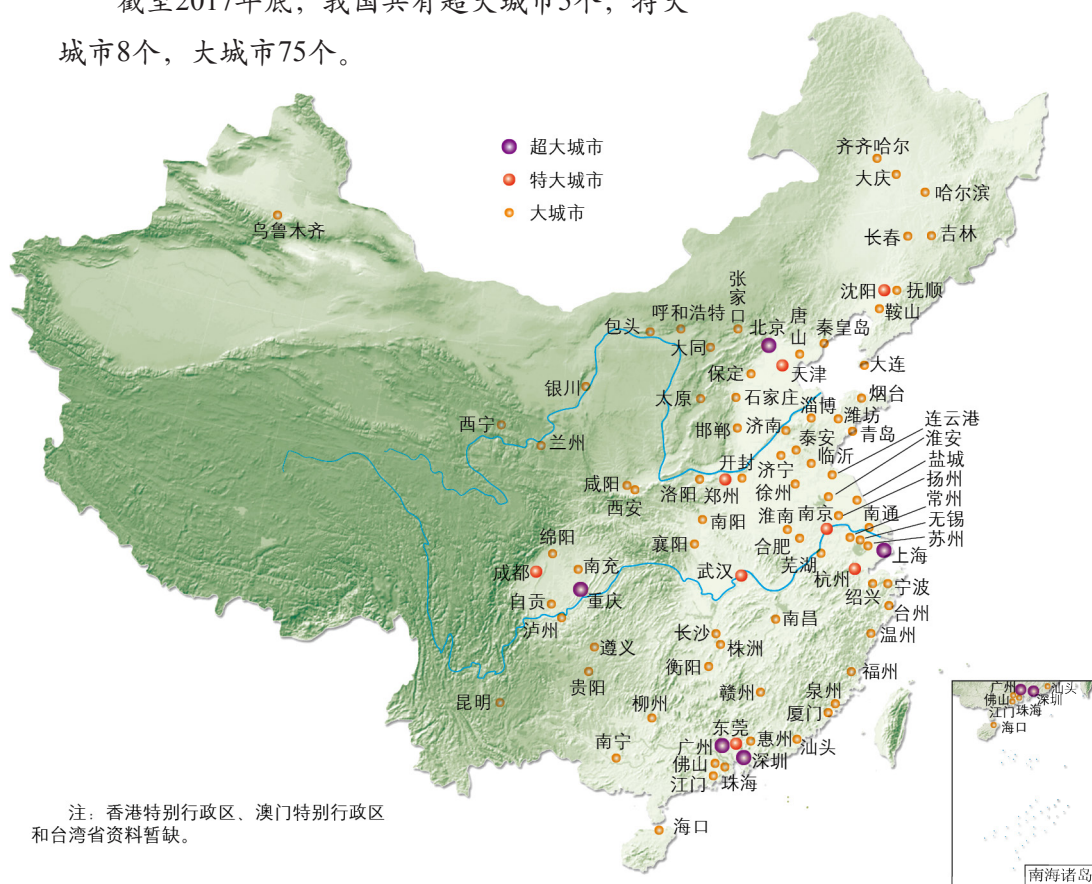 截至2017年底，我国共有超大城市5个，特大
城市8个，大城市75个。
超大城市
特大城市
大城市
齐齐哈尔
大庆
哈尔滨
乌鲁木齐
长春
吉林
沈阳
抚顺
鞍山
张家口
呼和浩特
包头
北京
唐山
秦皇岛
大同
天津
大连
保定
银川
太原
石家庄
烟台
淄博
潍坊
西宁
邯郸
济南
青岛
连云港
兰州
泰安
淮安
开封
济宁
临沂
盐城
咸阳
洛阳
郑州
徐州
扬州
西安
常州
南阳
淮南
南京
南通
无锡
绵阳
襄阳
合肥
苏州
芜湖
上海
成都
南充
武汉
杭州
重庆
绍兴
宁波
自贡
台州
泸州
南昌
长沙
温州
遵义
株洲
衡阳
福州
贵阳
赣州
泉州
昆明
柳州
厦门
东莞
惠州
汕头
南宁
广州
深圳
佛山
江门
珠海
海口
广州
汕头
深圳
佛山
珠海
江门
海口
南海诸岛
注：香港特别行政区、澳门特别行政区
和台湾省资料暂缺。